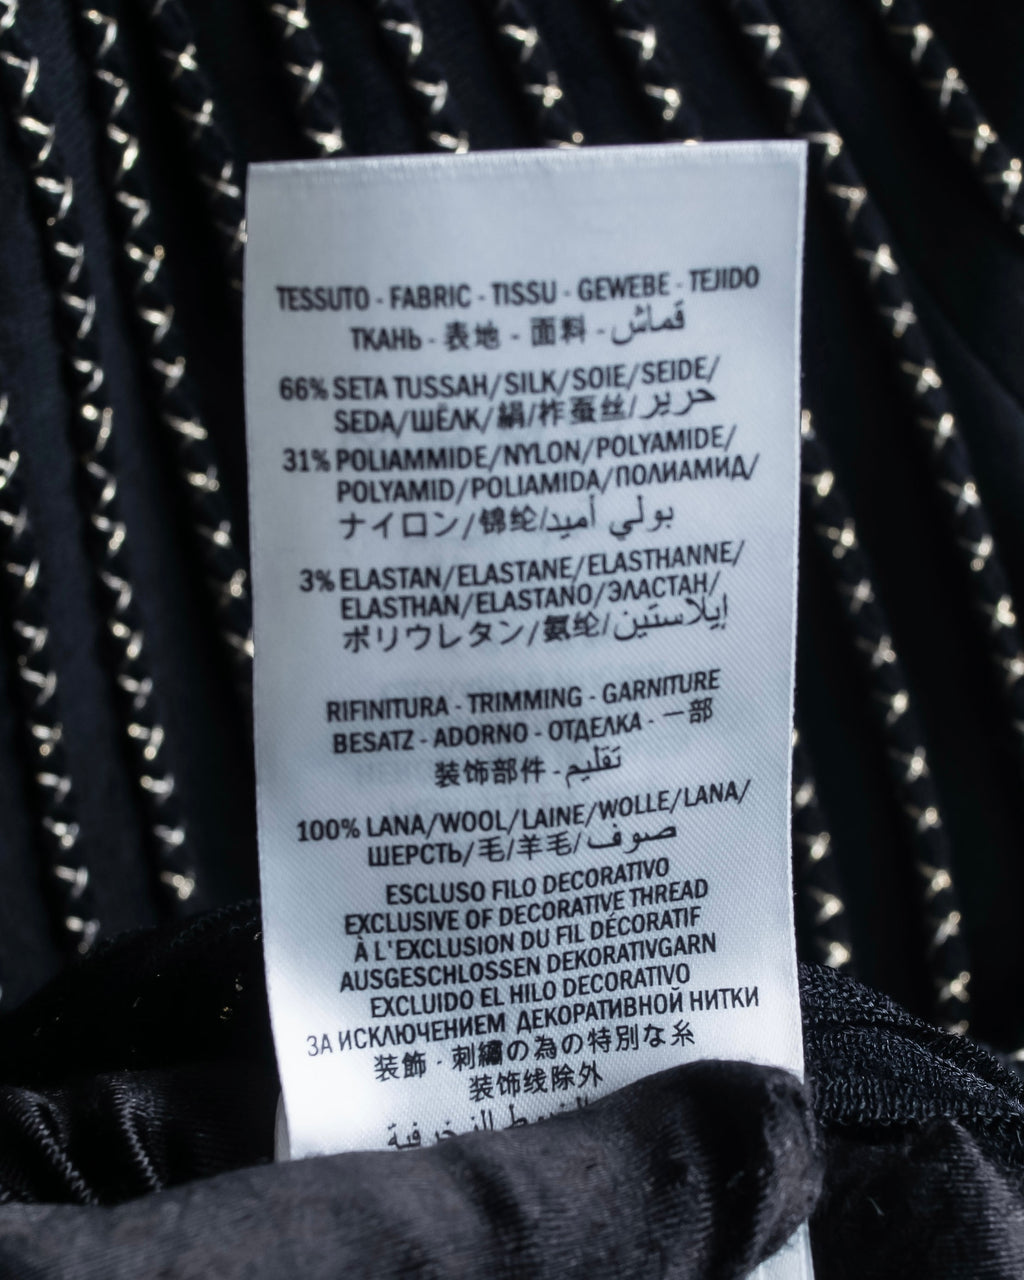 TESSUTO - FABRIC - TISSU - GEWEBE - TEJIDO
ТКАНЬ - 表地 - 面料 - قماش
66% SETA TUSSAH/SILK/SOIE/SEIDE/
SEDA/ШЁЛК/絹/柞蚕丝/حرير
31% POLIAMMIDE/NYLON/POLYAMIDE/
POLYAMID/POLIAMIDA/ПОЛИАМИД/
ナイロン/锦纶/بولي أميد
3% ELASTAN/ELASTANE/ELASTHANNE/
ELASTHAN/ELASTANO/ЭЛАСТАН/
ポリウレタン/氨纶/إيلاستين
RIFINITURA - TRIMMING - GARNITURE
BESATZ - ADORNO - ОТДЕЛКА - 一部
装饰部件 - تقليم
100% LANA/WOOL/LAINE/WOLLE/LANA/
ШЕРСТЬ/毛/羊毛/صوف
ESCLUSO FILO DECORATIVO
EXCLUSIVE OF DECORATIVE THREAD
À L'EXCLUSION DU FIL DÉCORATIF
AUSGESCHLOSSEN DEKORATIVGARN
EXCLUIDO EL HILO DECORATIVO
ЗА ИСКЛЮЧЕНИЕМ ДЕКОРАТИВНОЙ НИТКИ
装飾・刺繡の為の特別な糸
装饰线除外